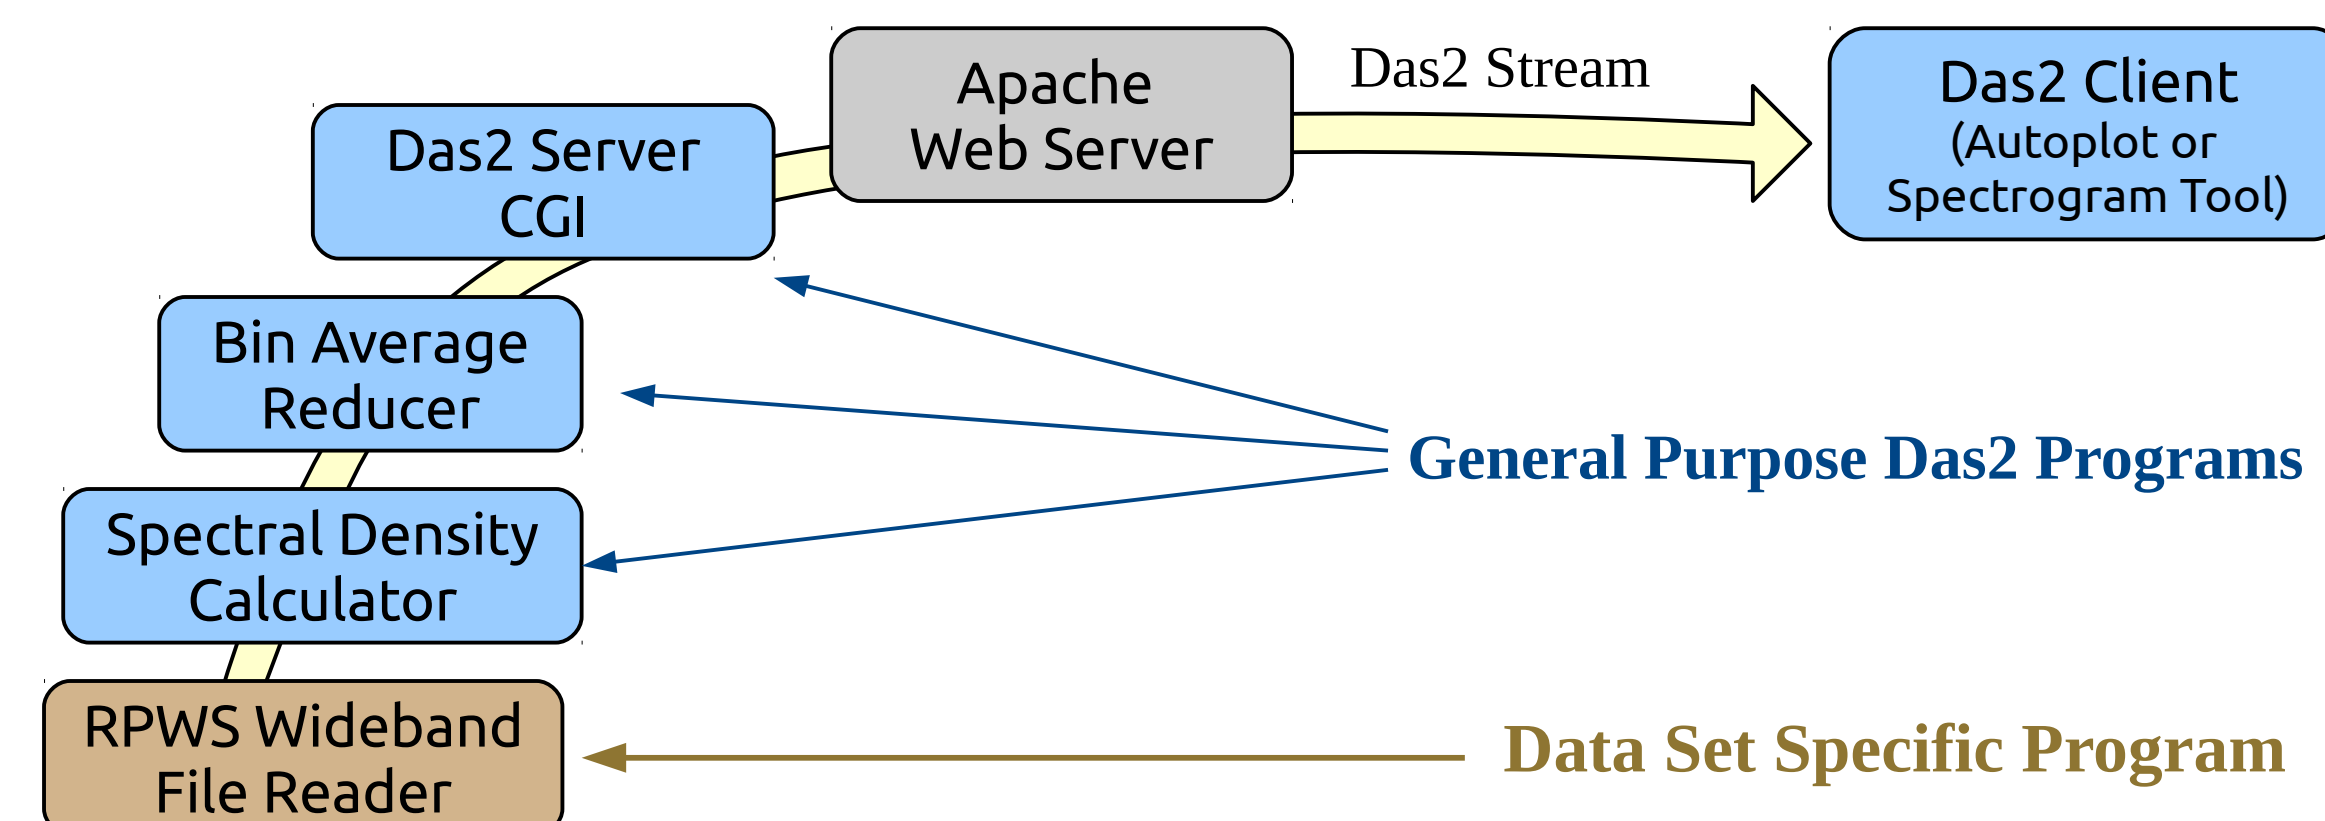 Apache
Web Server
Das2 Stream
Das2 Client
(Autoplot or
Spectrogram Tool)
Das2 Server
CGI
Bin Average
Reducer
General Purpose Das2 Programs
Spectral Density
Calculator
RPWS Wideband
File Reader
Data Set Specific Program